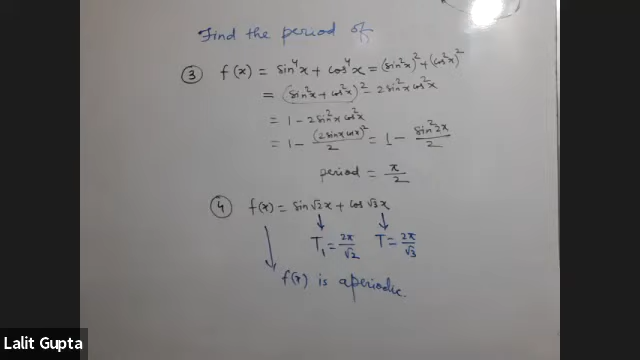 Find the period of
③ f(x) = sin⁴x + cos⁴x = (sin²x)² + (cos²x)²
= (sin²x + cos²x)² - 2sin²x cos²x
= 1 - 2sin²x cos²x
= 1 - (2sinx cosx)²/2 = 1 - sin²2x/2
period = π/2
④ f(x) = sin√2x + cos√3x
T₁ = 2π/√2 T = 2π/√3
f(x) is aperiodic.
Lalit Gupta